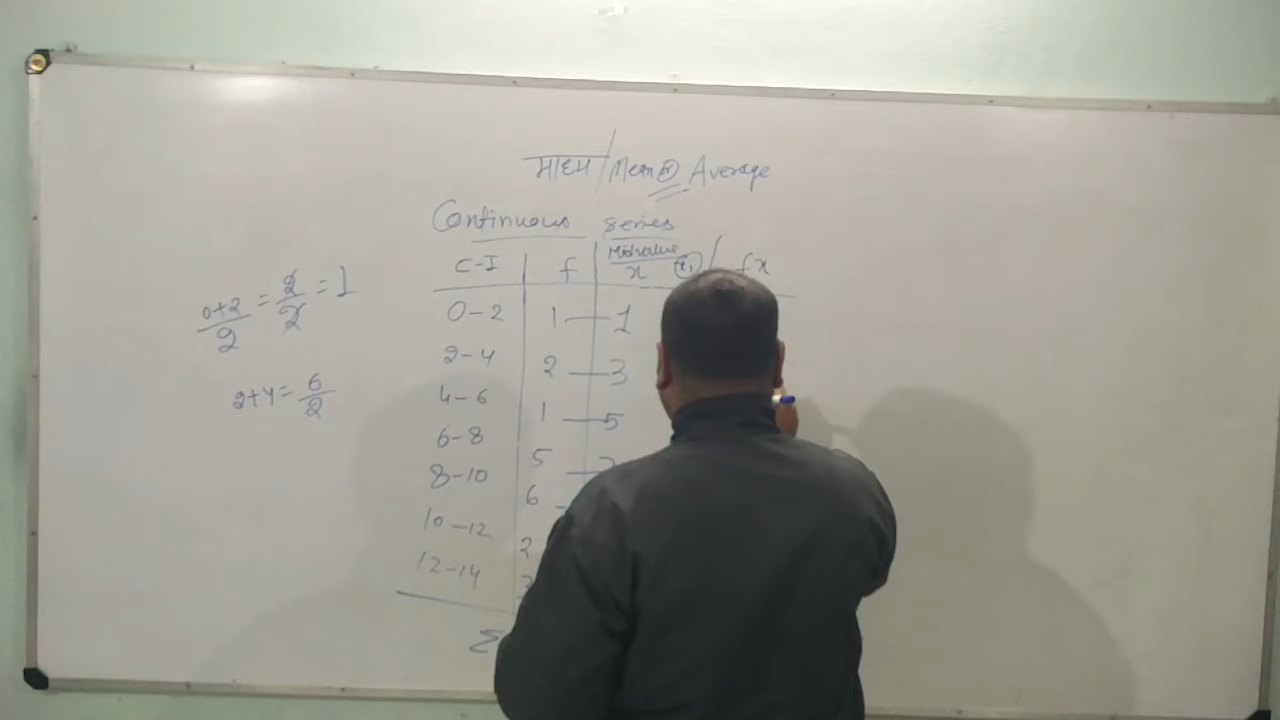 माध्य / Mean or Average
Continuous series
C-I f Midvalue x fx
0-2 1 1
2-4 2 3
4-6 1 5
6-8 5
8-10 6
10-12 2
12-14
Σ
0+2/2 = 2/2 = 1
2+4 = 6/2